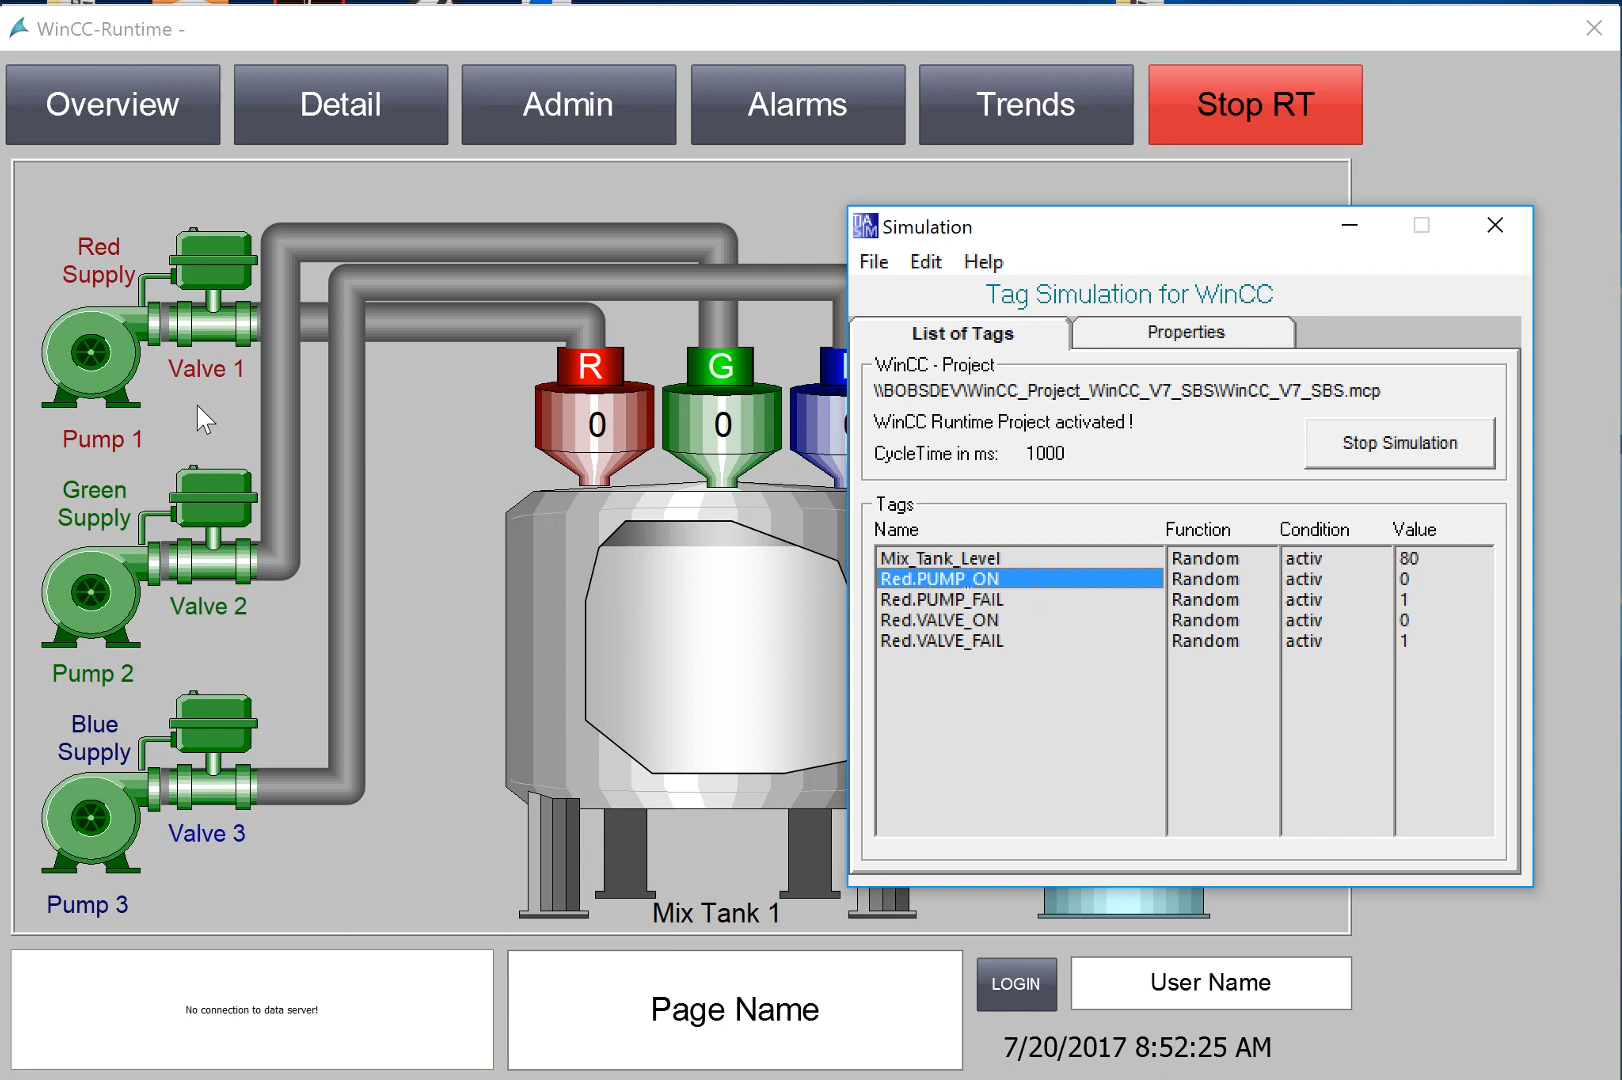 WinCC-Runtime -
Overview
Detail
Admin
Alarms
Trends
Stop RT
Red
Supply
Valve 1
Pump 1
Green
Supply
Valve 2
Pump 2
Blue
Supply
Valve 3
Pump 3
R
G
0
0
Mix Tank 1
TIA
SIM
Simulation
File Edit Help
Tag Simulation for WinCC
List of Tags
Properties
WinCC - Project
\\BOBSDEV\WinCC_Project_WinCC_V7_SBS\WinCC_V7_SBS.mcp
WinCC Runtime Project activated !
CycleTime in ms: 1000
Stop Simulation
Tags
Name Function Condition Value
Mix_Tank_Level Random activ 80
Red.PUMP_ON Random activ 0
Red.PUMP_FAIL Random activ 1
Red.VALVE_ON Random activ 0
Red.VALVE_FAIL Random activ 1
No connection to data server!
Page Name
LOGIN
User Name
7/20/2017 8:52:25 AM